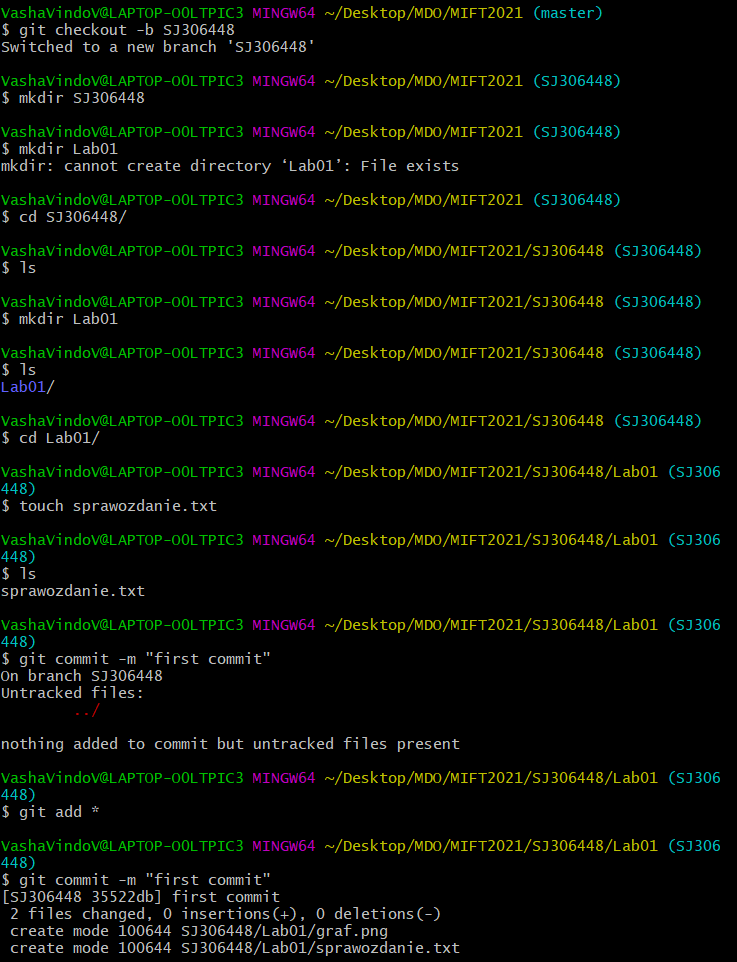 VashaVindoV@LAPTOP-O0LTPIC3 MINGW64 ~/Desktop/MDO/MIFT2021 (master)
$ git checkout -b SJ306448
Switched to a new branch 'SJ306448'
VashaVindoV@LAPTOP-O0LTPIC3 MINGW64 ~/Desktop/MDO/MIFT2021 (SJ306448)
$ mkdir SJ306448
VashaVindoV@LAPTOP-O0LTPIC3 MINGW64 ~/Desktop/MDO/MIFT2021 (SJ306448)
$ mkdir Lab01
mkdir: cannot create directory ‘Lab01’: File exists
VashaVindoV@LAPTOP-O0LTPIC3 MINGW64 ~/Desktop/MDO/MIFT2021 (SJ306448)
$ cd SJ306448/
VashaVindoV@LAPTOP-O0LTPIC3 MINGW64 ~/Desktop/MDO/MIFT2021/SJ306448 (SJ306448)
$ ls
VashaVindoV@LAPTOP-O0LTPIC3 MINGW64 ~/Desktop/MDO/MIFT2021/SJ306448 (SJ306448)
$ mkdir Lab01
VashaVindoV@LAPTOP-O0LTPIC3 MINGW64 ~/Desktop/MDO/MIFT2021/SJ306448 (SJ306448)
$ ls
Lab01/
VashaVindoV@LAPTOP-O0LTPIC3 MINGW64 ~/Desktop/MDO/MIFT2021/SJ306448 (SJ306448)
$ cd Lab01/
VashaVindoV@LAPTOP-O0LTPIC3 MINGW64 ~/Desktop/MDO/MIFT2021/SJ306448/Lab01 (SJ306
448)
$ touch sprawozdanie.txt
VashaVindoV@LAPTOP-O0LTPIC3 MINGW64 ~/Desktop/MDO/MIFT2021/SJ306448/Lab01 (SJ306
448)
$ ls
sprawozdanie.txt
VashaVindoV@LAPTOP-O0LTPIC3 MINGW64 ~/Desktop/MDO/MIFT2021/SJ306448/Lab01 (SJ306
448)
$ git commit -m "first commit"
On branch SJ306448
Untracked files:
../
nothing added to commit but untracked files present
VashaVindoV@LAPTOP-O0LTPIC3 MINGW64 ~/Desktop/MDO/MIFT2021/SJ306448/Lab01 (SJ306
448)
$ git add *
VashaVindoV@LAPTOP-O0LTPIC3 MINGW64 ~/Desktop/MDO/MIFT2021/SJ306448/Lab01 (SJ306
448)
$ git commit -m "first commit"
[SJ306448 35522db] first commit
2 files changed, 0 insertions(+), 0 deletions(-)
create mode 100644 SJ306448/Lab01/graf.png
create mode 100644 SJ306448/Lab01/sprawozdanie.txt